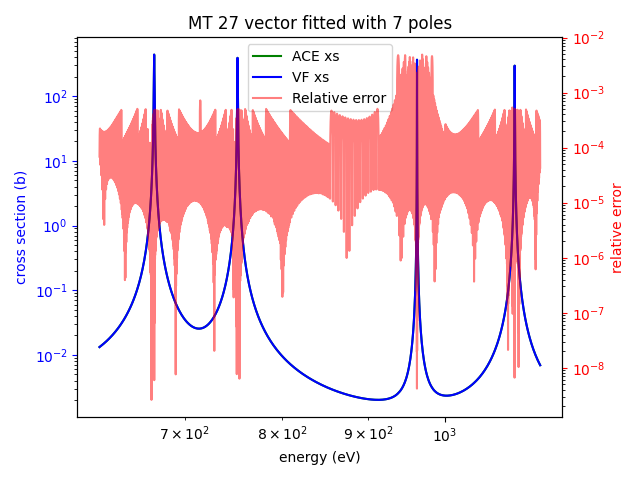 MT 27 vector fitted with 7 poles
ACE xs
VF xs
Relative error
cross section (b)
10²
10¹
10⁰
10⁻¹
10⁻²
relative error
10⁻²
10⁻³
10⁻⁴
10⁻⁵
10⁻⁶
10⁻⁷
10⁻⁸
7 × 10²
8 × 10²
9 × 10²
10³
energy (eV)